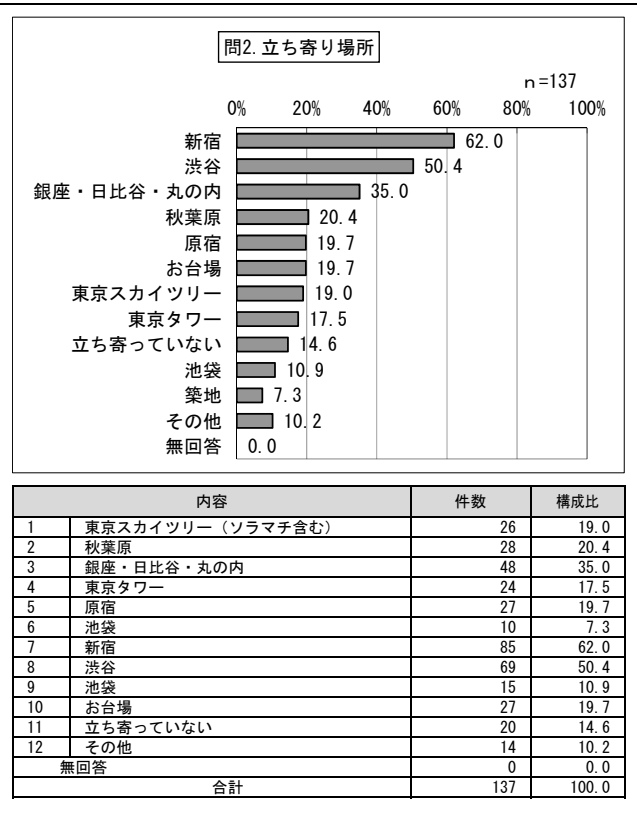 問2. 立ち寄り場所
n=137
0% 20% 40% 60% 80% 100%
新宿 62.0
渋谷 50.4
銀座・日比谷・丸の内 35.0
秋葉原 20.4
原宿 19.7
お台場 19.7
東京スカイツリー 19.0
東京タワー 17.5
立ち寄っていない 14.6
池袋 10.9
築地 7.3
その他 10.2
無回答 0.0
内容 件数 構成比
1 東京スカイツリー（ソラマチ含む） 26 19.0
2 秋葉原 28 20.4
3 銀座・日比谷・丸の内 48 35.0
4 東京タワー 24 17.5
5 原宿 27 19.7
6 池袋 10 7.3
7 新宿 85 62.0
8 渋谷 69 50.4
9 池袋 15 10.9
10 お台場 27 19.7
11 立ち寄っていない 20 14.6
12 その他 14 10.2
無回答 0 0.0
合計 137 100.0